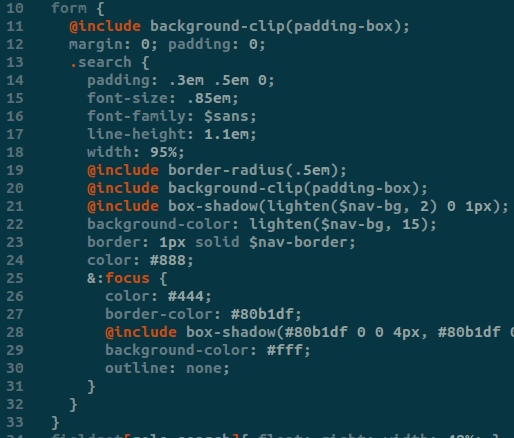 10 form {
11 @include background-clip(padding-box);
12 margin: 0; padding: 0;
13 .search {
14 padding: .3em .5em 0;
15 font-size: .85em;
16 font-family: $sans;
17 line-height: 1.1em;
18 width: 95%;
19 @include border-radius(.5em);
20 @include background-clip(padding-box);
21 @include box-shadow(lighten($nav-bg, 2) 0 1px);
22 background-color: lighten($nav-bg, 15);
23 border: 1px solid $nav-border;
24 color: #888;
25 &:focus {
26 color: #444;
27 border-color: #80b1df;
28 @include box-shadow(#80b1df 0 0 4px, #80b1df 0
29 background-color: #fff;
30 outline: none;
31 }
32 }
33 }